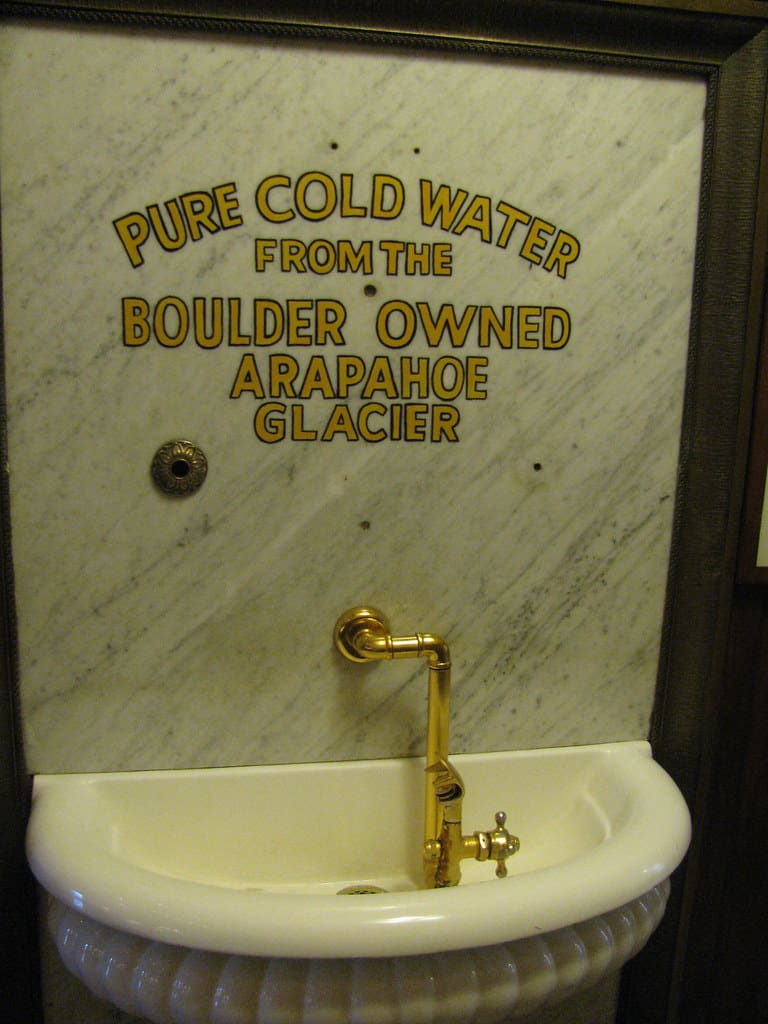 PURE COLD WATER
FROM THE
BOULDER OWNED
ARAPAHOE
GLACIER